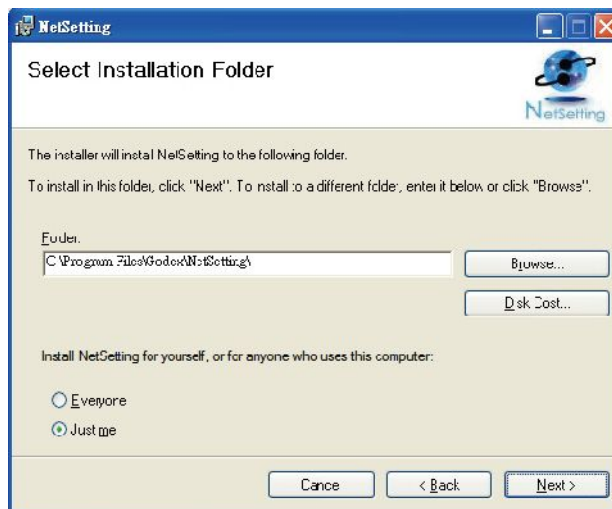 NetSetting
Select Installation Folder
NetSetting
The installer will install NetSetting to the following folder.
To install in this folder, click "Next". To install to a different folder, enter it below or click "Browse".
Folder:
C:\Program Files\Godex\NetSetting\
Browse...
Disk Cost...
Install NetSetting for yourself, or for anyone who uses this computer:
Everyone
Just me
Cancel
< Back
Next >